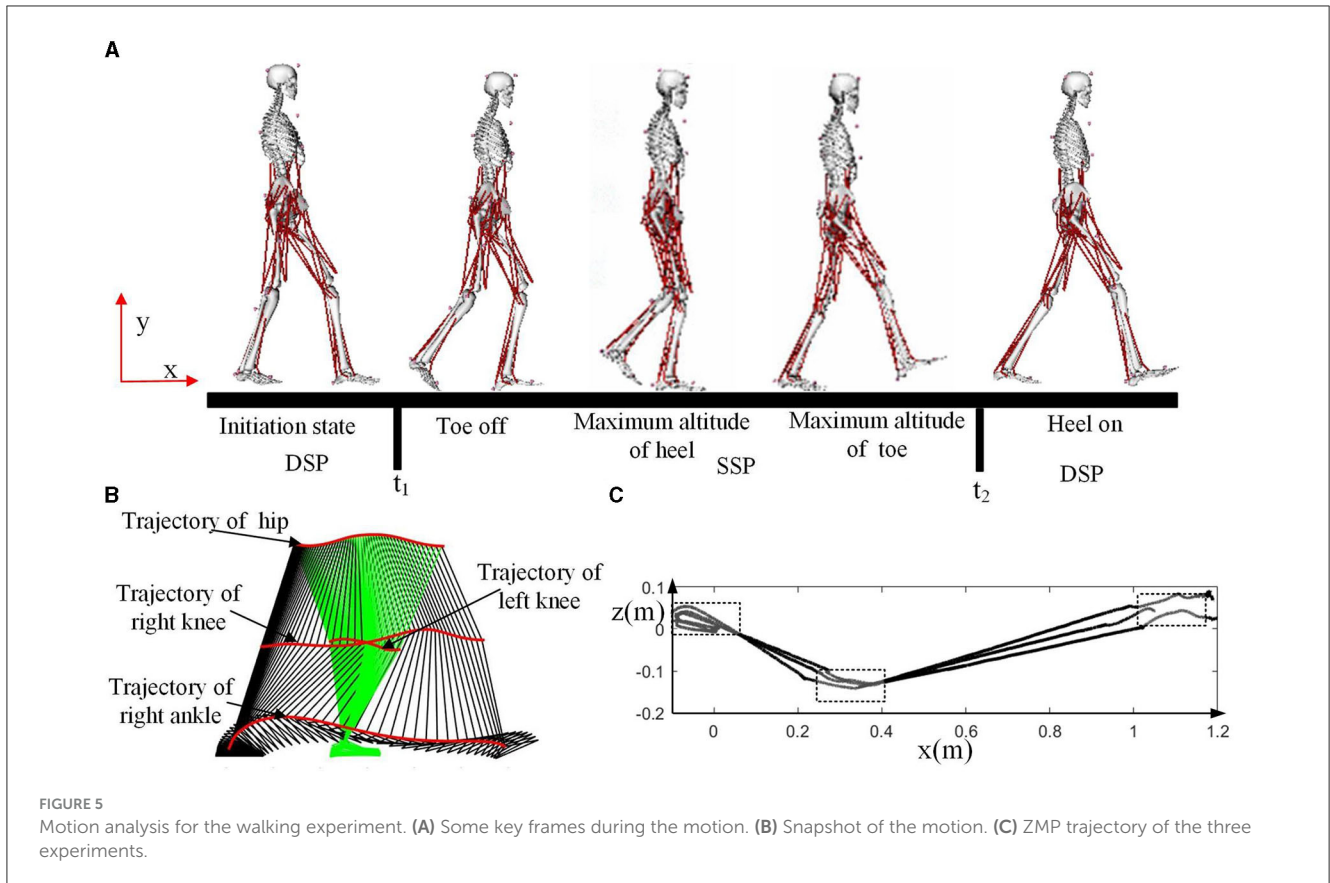 A
y
x
Initiation state
Toe off
Maximum altitude
of heel
Maximum altitude
of toe
Heel on
DSP
SSP
DSP
t₁
t₂
B
Trajectory of hip
Trajectory of
right knee
Trajectory of
left knee
Trajectory of
right ankle
C
z(m)
0.1
0
-0.1
-0.2
0
0.2
0.4
0.6
0.8
1
1.2
x(m)
FIGURE 5
Motion analysis for the walking experiment. (A) Some key frames during the motion. (B) Snapshot of the motion. (C) ZMP trajectory of the three
experiments.